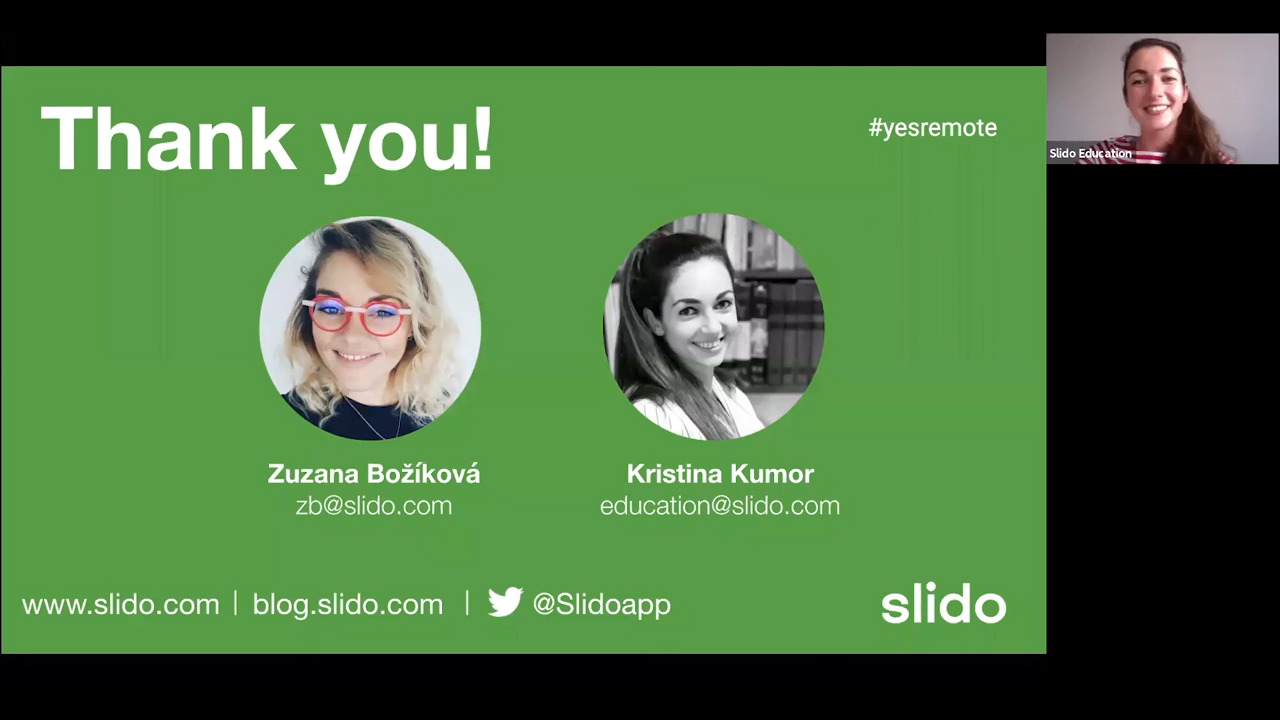 Thank you!
#yesremote
Slido Education
Zuzana Božíková
zb@slido.com
Kristina Kumor
education@slido.com
www.slido.com | blog.slido.com | @Slidoapp
slido